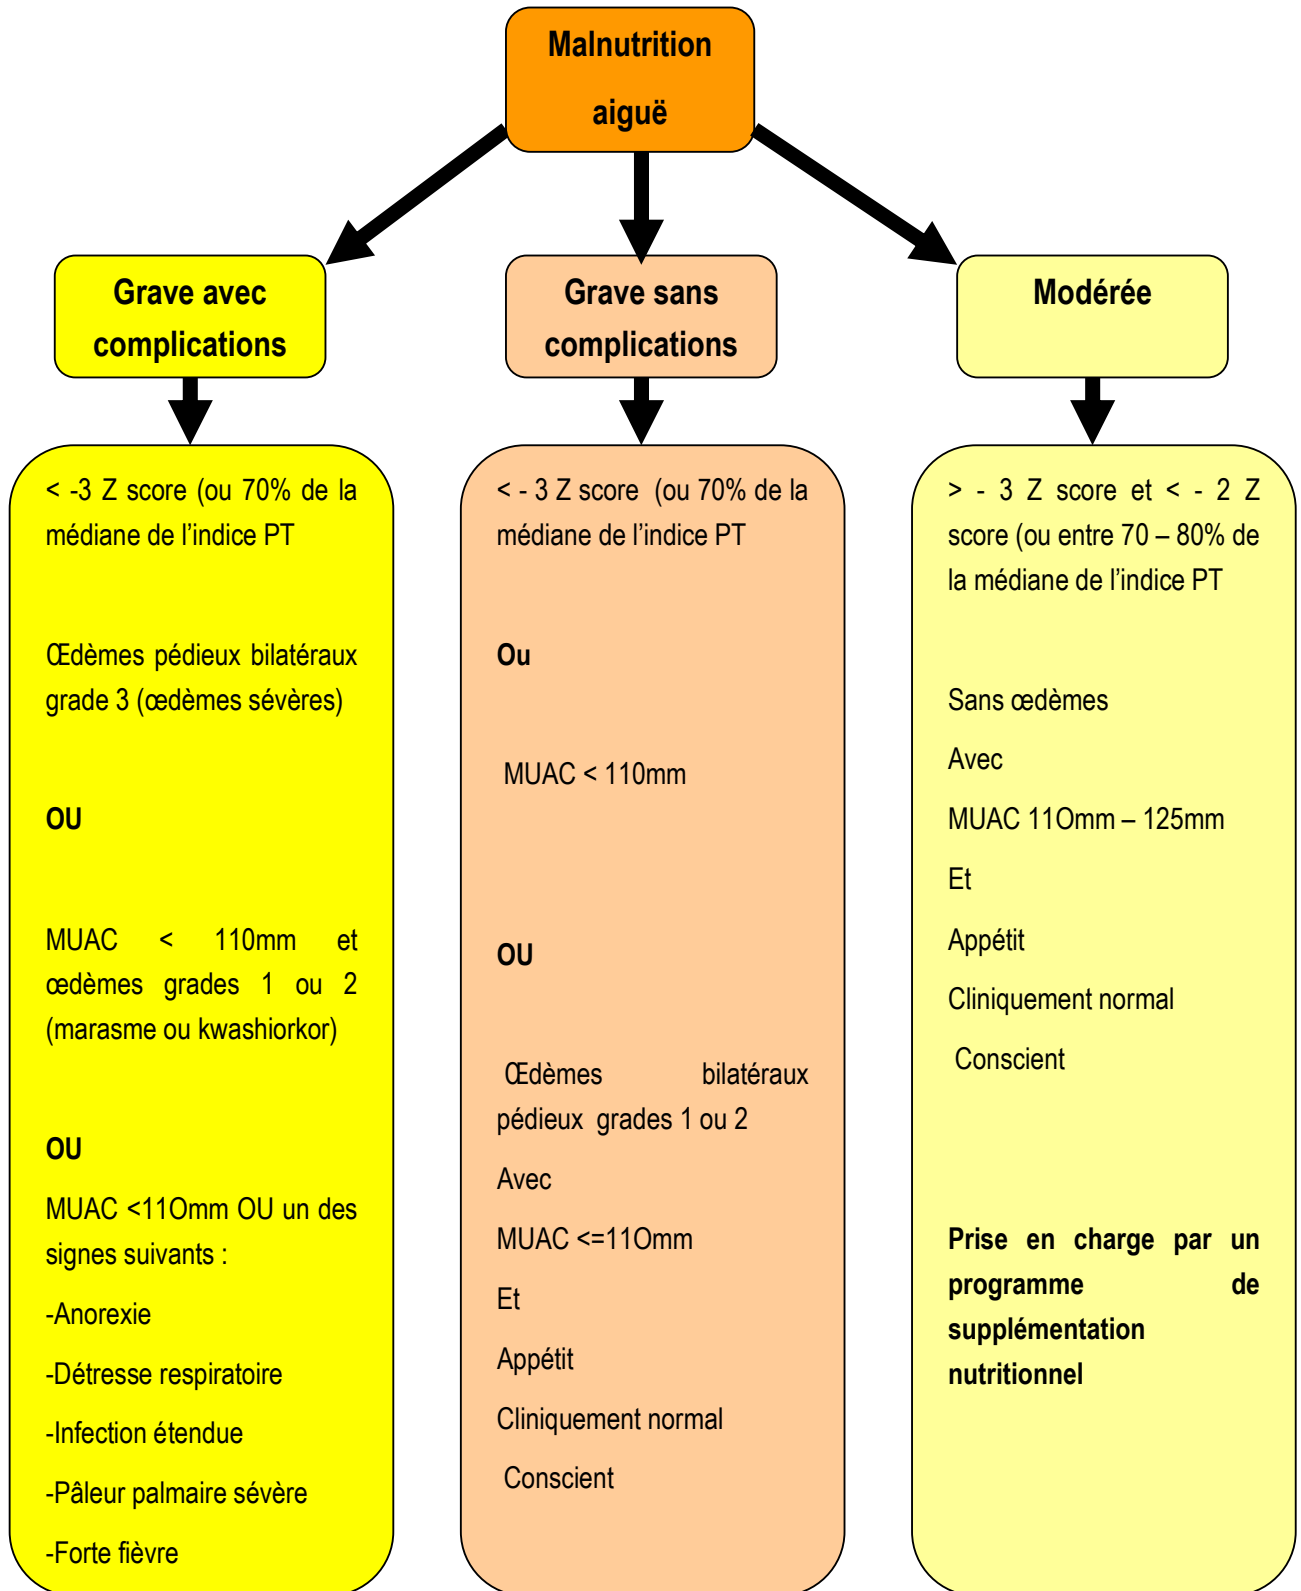 Malnutrition
aiguë
Grave avec
complications
Grave sans
complications
Modérée
< -3 Z score (ou 70% de la
médiane de l'indice PT
Œdèmes pédieux bilatéraux
grade 3 (œdèmes sévères)
OU
MUAC < 110mm et
œdèmes grades 1 ou 2
(marasme ou kwashiorkor)
OU
MUAC <11Omm OU un des
signes suivants :
-Anorexie
-Détresse respiratoire
-Infection étendue
-Pâleur palmaire sévère
-Forte fièvre
< - 3 Z score (ou 70% de la
médiane de l'indice PT
Ou
MUAC < 110mm
OU
Œdèmes bilatéraux
pédieux grades 1 ou 2
Avec
MUAC <=11Omm
Et
Appétit
Cliniquement normal
Conscient
> - 3 Z score et < - 2 Z
score (ou entre 70 – 80% de
la médiane de l'indice PT
Sans œdèmes
Avec
MUAC 11Omm – 125mm
Et
Appétit
Cliniquement normal
Conscient
Prise en charge par un
programme de
supplémentation
nutritionnel